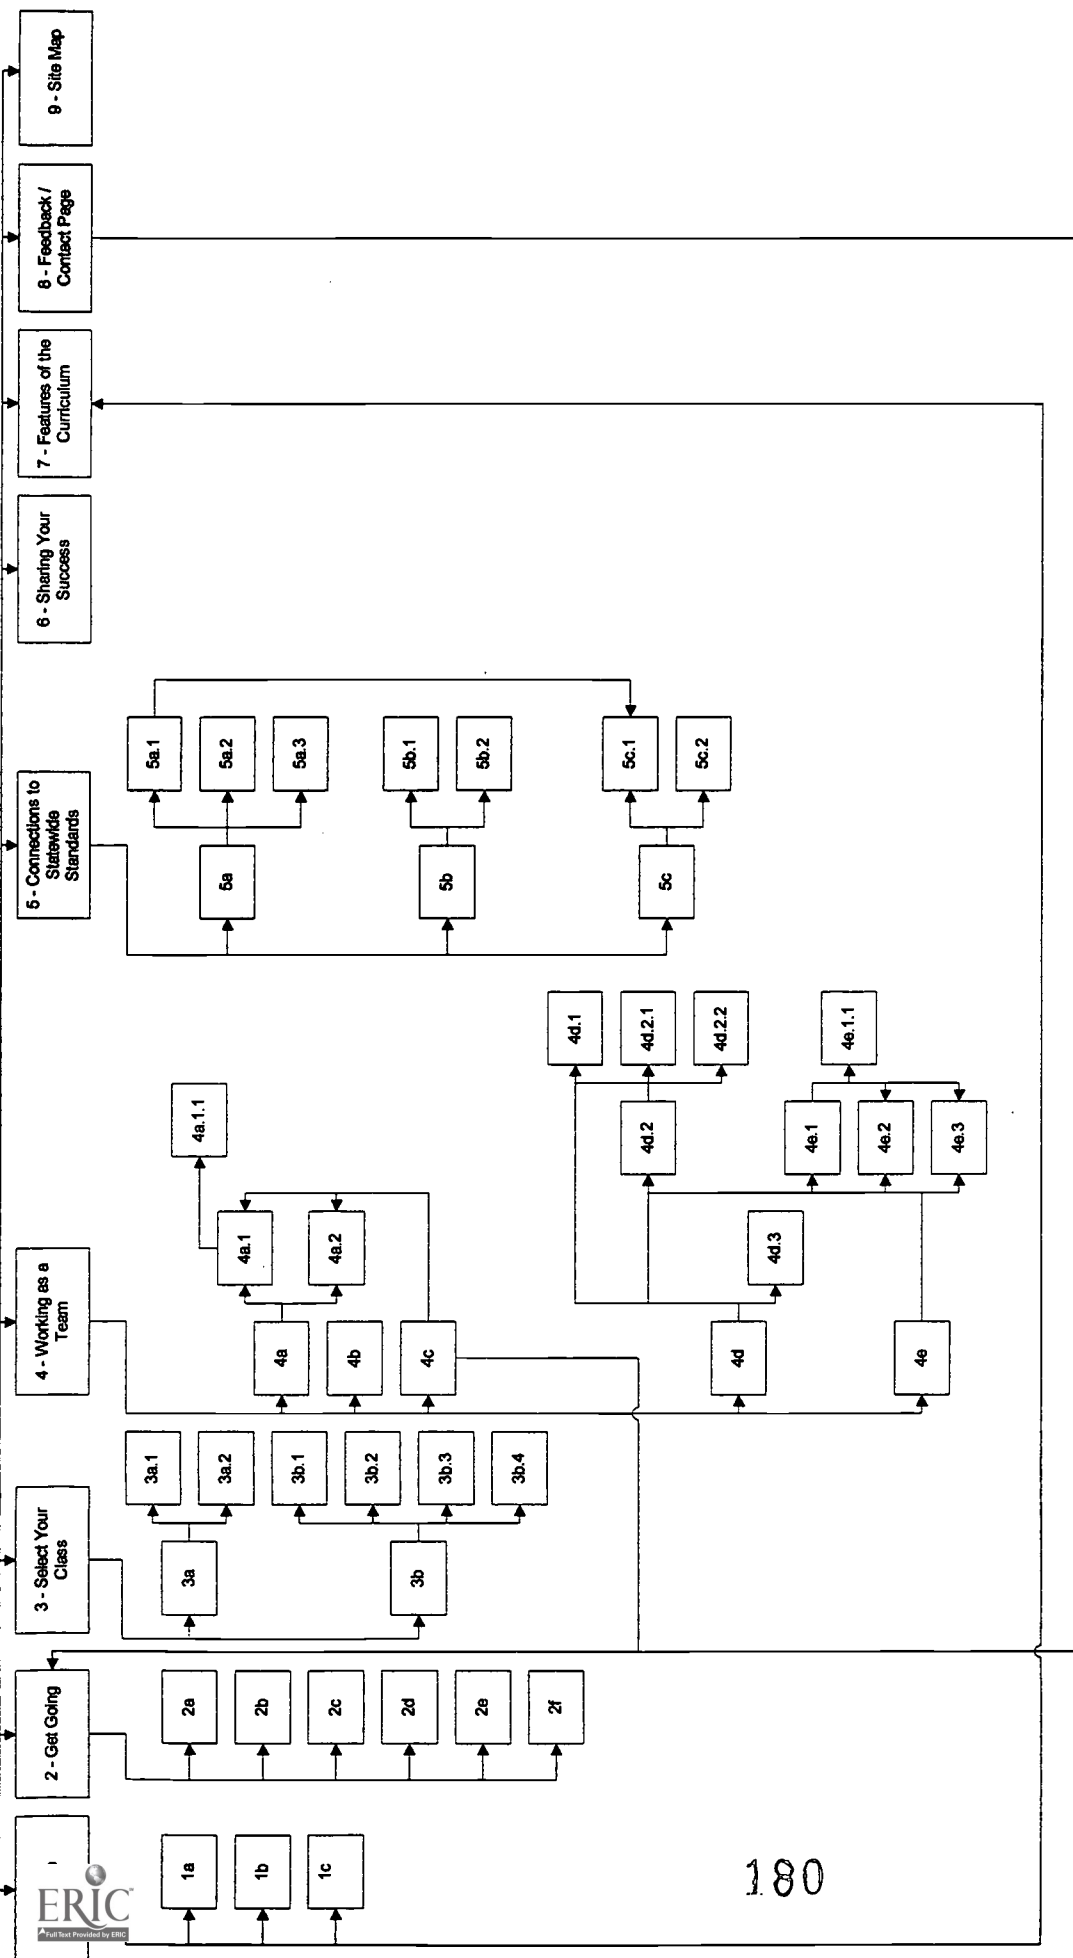 9 - Site Map
8 - Feedback /
Contact Page
7 - Features of the
Curriculum
6 - Sharing Your
Success
5 - Connections to
Statewide
Standards
5a
5a.1
5a.2
5a.3
5b
5b.1
5b.2
5c
5c.1
5c.2
4 - Working as a
Team
4a
4a.1
4a.1.1
4a.2
4b
4c
4d
4d.1
4d.2
4d.2.1
4d.2.2
4d.3
4e
4e.1
4e.1.1
4e.2
4e.3
3 - Select Your
Class
3a
3a.1
3a.2
3b
3b.1
3b.2
3b.3
3b.4
2 - Get Going
2a
2b
2c
2d
2e
2f
1a
1b
1c
ERIC
Full Text Provided by ERIC
180